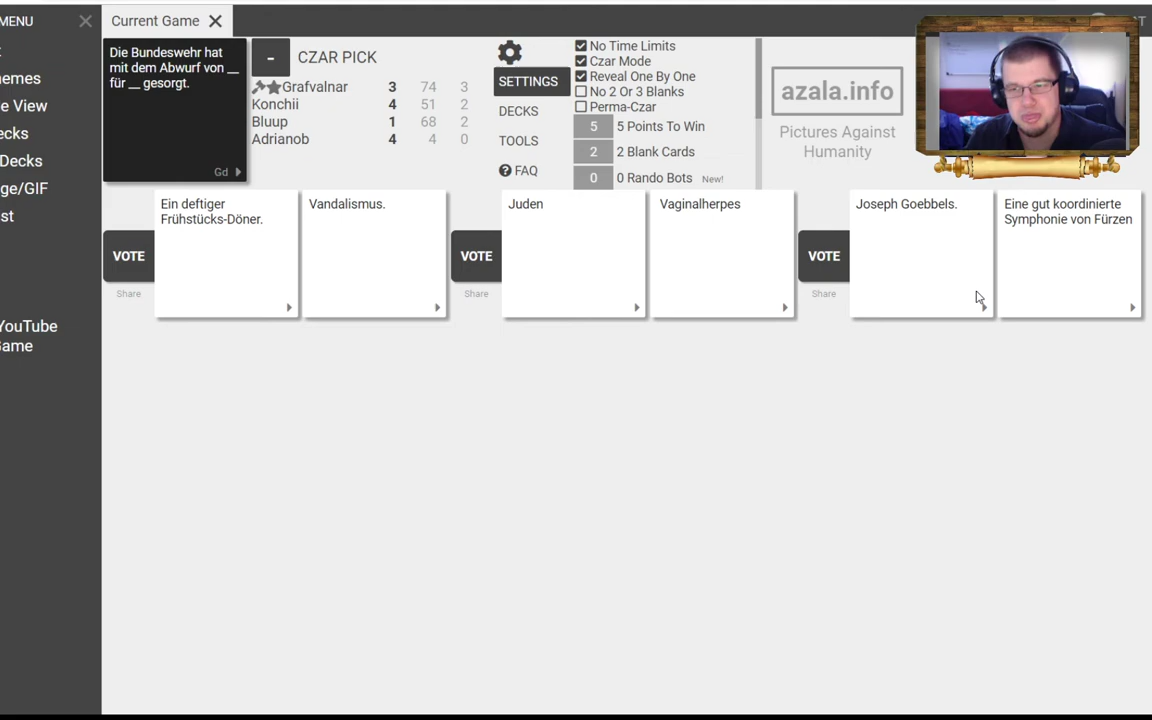 MENU
Current Game
Die Bundeswehr hat
mit dem Abwurf von __
für __ gesorgt.
Gd
-
CZAR PICK
Grafvalnar 3 74 3
Konchii 4 51 2
Bluup 1 68 2
Adrianob 4 4 0
SETTINGS
DECKS
TOOLS
FAQ
No Time Limits
Czar Mode
Reveal One By One
No 2 Or 3 Blanks
Perma-Czar
5 5 Points To Win
2 2 Blank Cards
0 0 Rando Bots New!
azala.info
Pictures Against
Humanity
emes
e View
ecks
Decks
ge/GIF
st
YouTube
Game
VOTE
Share
Ein deftiger
Frühstücks-Döner.
Vandalismus.
VOTE
Share
Juden
Vaginalherpes
VOTE
Share
Joseph Goebbels.
Eine gut koordinierte
Symphonie von Fürzen